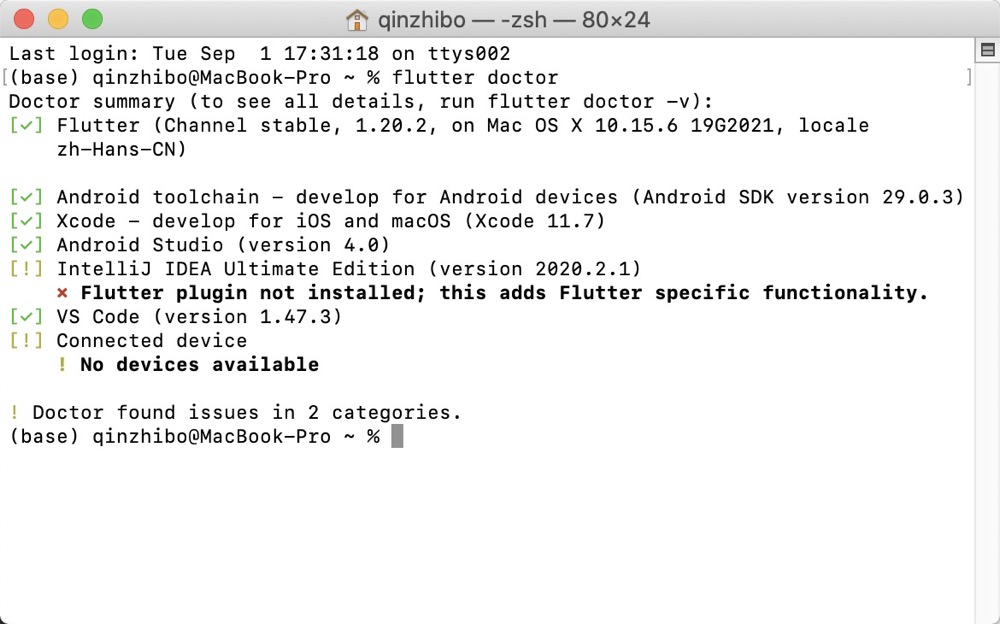 qinzhibo — -zsh — 80×24
Last login: Tue Sep  1 17:31:18 on ttys002
[(base) qinzhibo@MacBook-Pro ~ % flutter doctor ]
Doctor summary (to see all details, run flutter doctor -v):
[✓] Flutter (Channel stable, 1.20.2, on Mac OS X 10.15.6 19G2021, locale
zh-Hans-CN)
[✓] Android toolchain - develop for Android devices (Android SDK version 29.0.3)
[✓] Xcode - develop for iOS and macOS (Xcode 11.7)
[✓] Android Studio (version 4.0)
[!] IntelliJ IDEA Ultimate Edition (version 2020.2.1)
✗ Flutter plugin not installed; this adds Flutter specific functionality.
[✓] VS Code (version 1.47.3)
[!] Connected device
! No devices available
! Doctor found issues in 2 categories.
(base) qinzhibo@MacBook-Pro ~ %